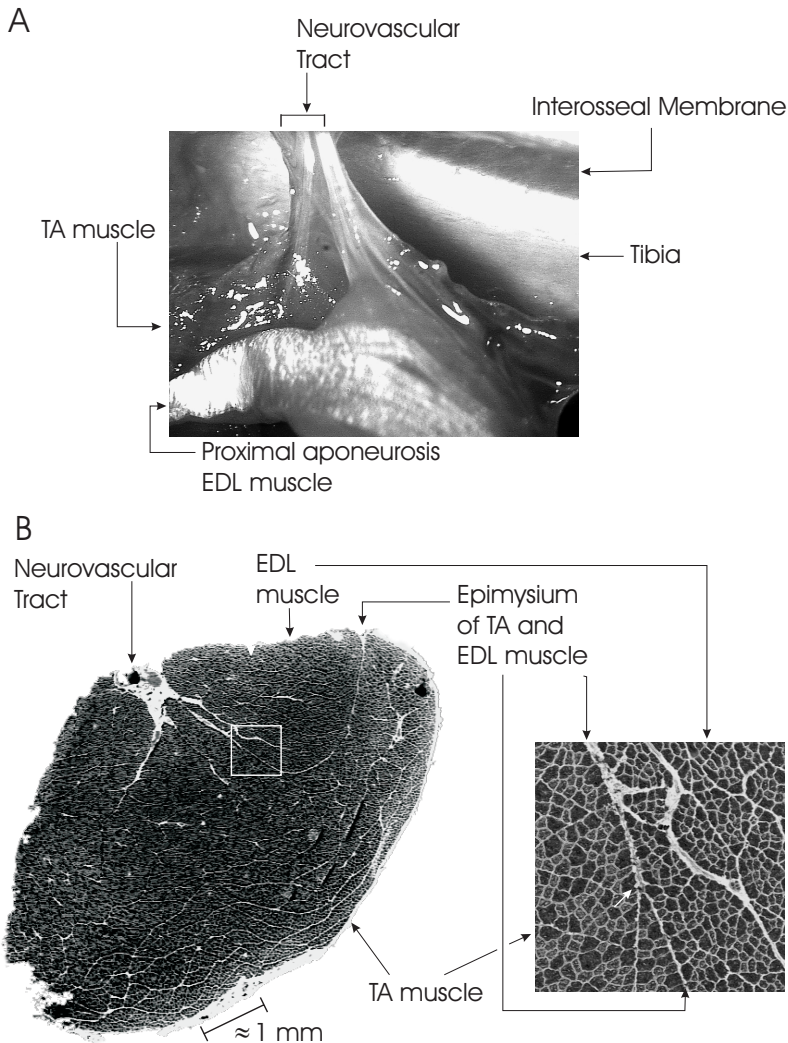 A
Neurovascular
Tract
Interosseal Membrane
TA muscle
Tibia
Proximal aponeurosis
EDL muscle
B
Neurovascular
Tract
EDL
muscle
Epimysium
of TA and
EDL muscle
TA muscle
≈1 mm